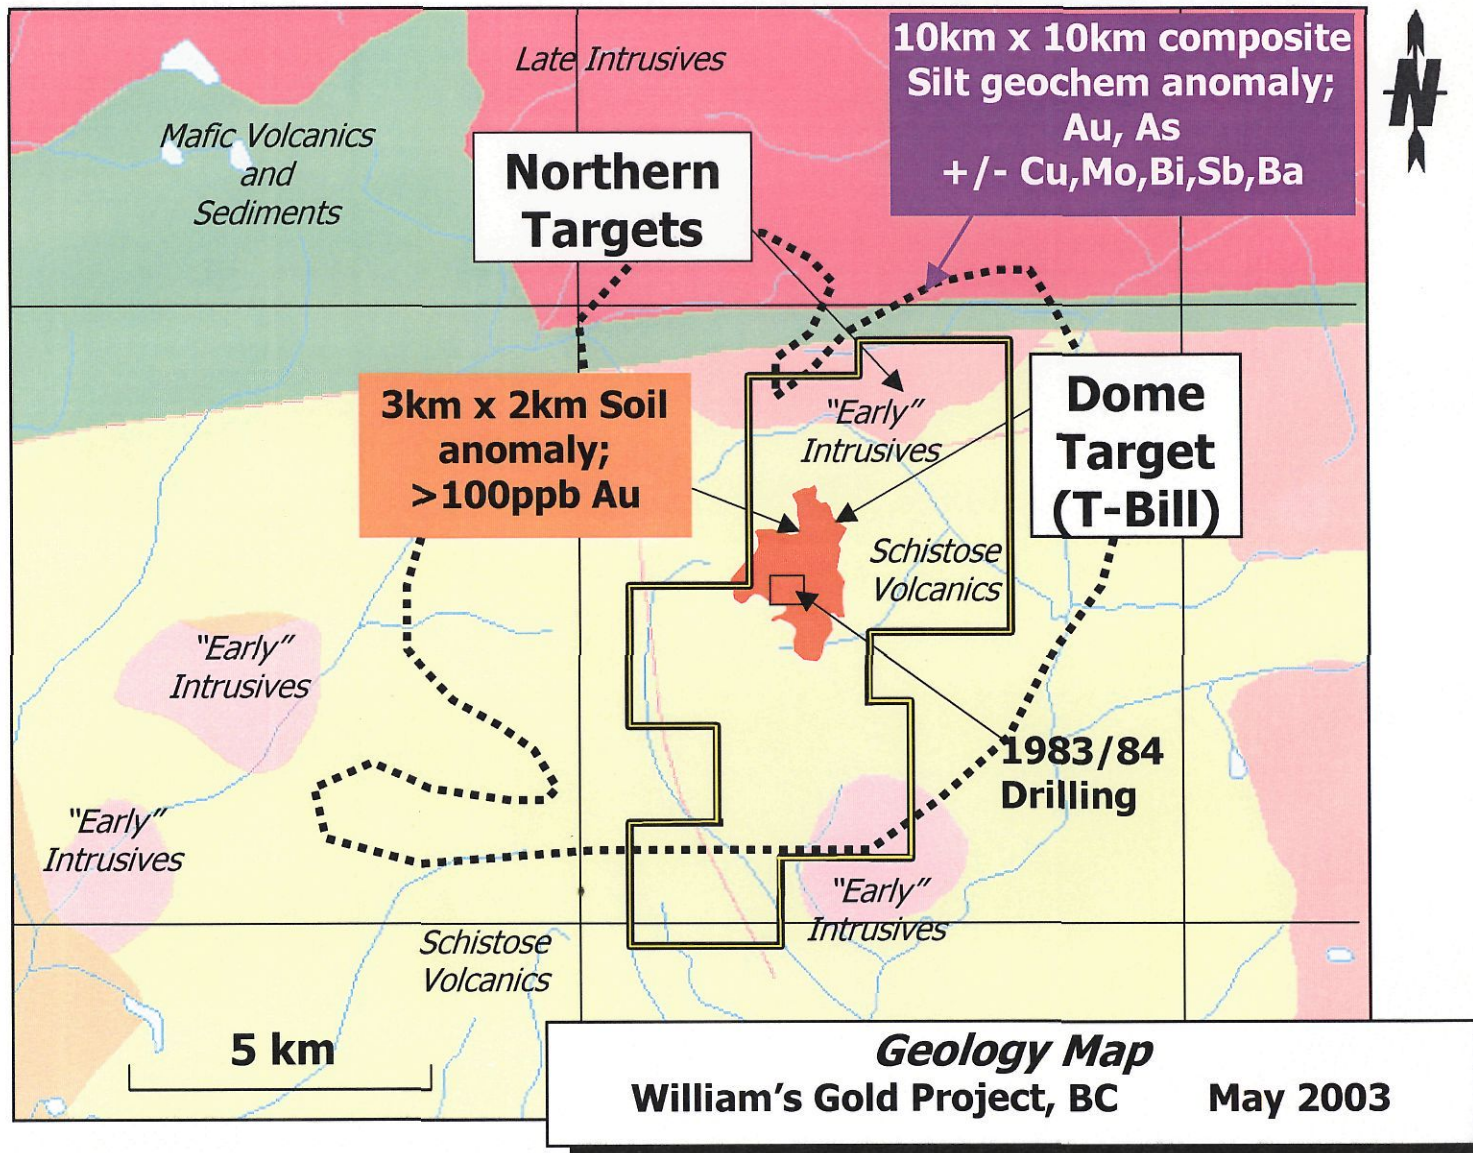 Late Intrusives
10km x 10km composite
Silt geochem anomaly;
Au, As
+/- Cu,Mo,Bi,Sb,Ba
N
Mafic Volcanics
and
Sediments
Northern
Targets
3km x 2km Soil
anomaly;
>100ppb Au
“Early”
Intrusives
Dome
Target
(T-Bill)
Schistose
Volcanics
“Early”
Intrusives
1983/84
Drilling
“Early”
Intrusives
“Early”
Intrusives
Schistose
Volcanics
5 km
Geology Map
William’s Gold Project, BC May 2003